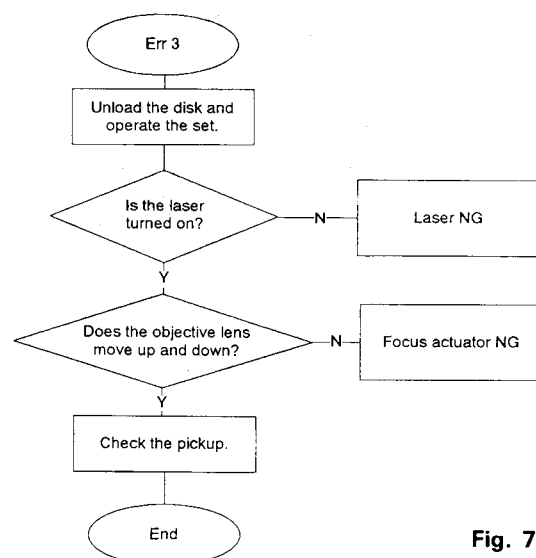 Err 3
Unload the disk and
operate the set.
Is the laser
turned on?
N
Laser NG
Y
Does the objective lens
move up and down?
N
Focus actuator NG
Y
Check the pickup.
End
Fig. 7